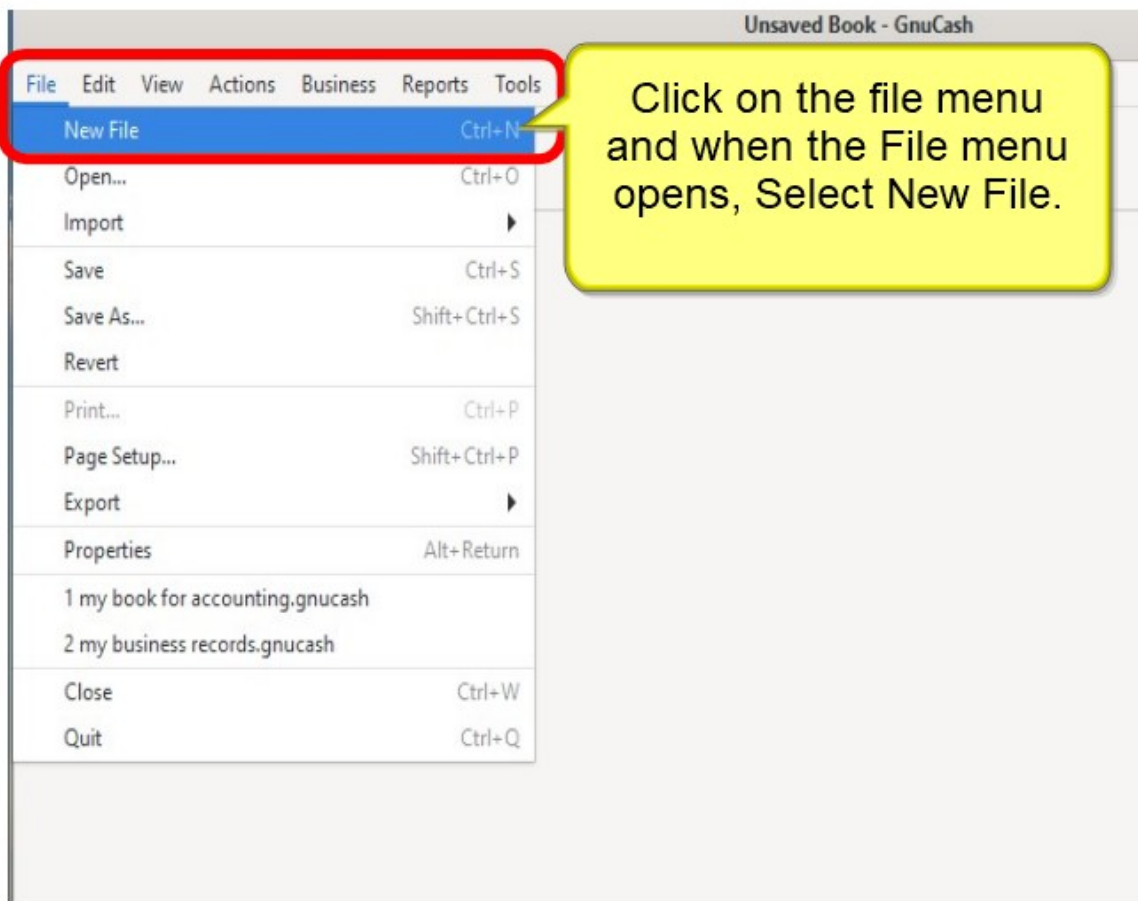 Unsaved Book - GnuCash
File Edit View Actions Business Reports Tools
Click on the file menu
and when the File menu
opens, Select New File.
New File Ctrl+N
Open... Ctrl+O
Import
Save Ctrl+S
Save As... Shift+Ctrl+S
Revert
Print... Ctrl+P
Page Setup... Shift+Ctrl+P
Export
Properties Alt+Return
1 my book for accounting.gnucash
2 my business records.gnucash
Close Ctrl+W
Quit Ctrl+Q